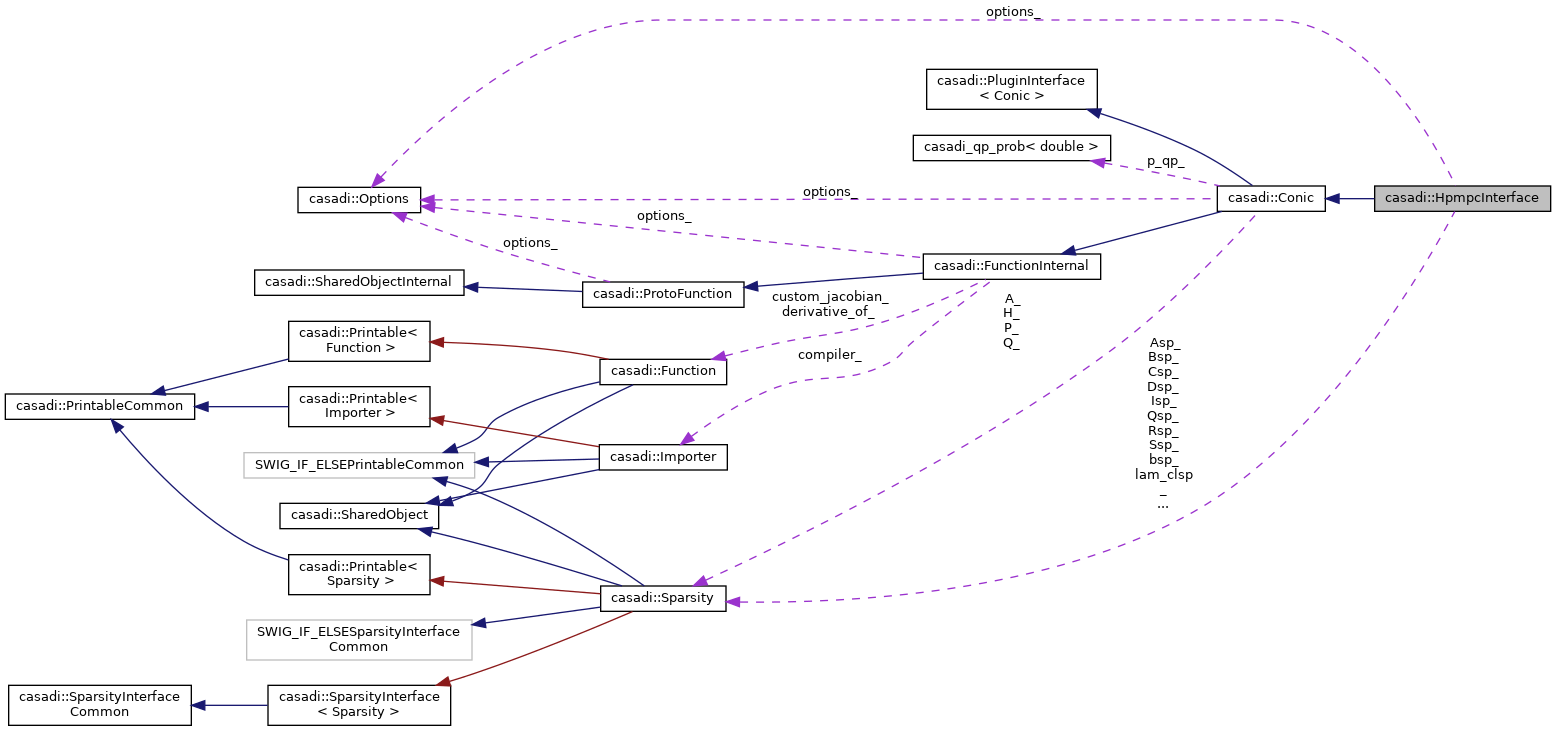 options_
casadi::PluginInterface
< Conic >
casadi_qp_prob< double >
p_qp_
casadi::Options
options_
casadi::Conic
casadi::HpmpcInterface
options_
options_
casadi::FunctionInternal
casadi::SharedObjectInternal
casadi::ProtoFunction
custom_jacobian_
derivative_of_
A_
H_
P_
Q_
casadi::Printable<
Function >
compiler_
Asp_
Bsp_
Csp_
Dsp_
Isp_
Qsp_
Rsp_
Ssp_
bsp_
lam_clsp
_
...
casadi::Function
casadi::PrintableCommon
casadi::Printable<
Importer >
SWIG_IF_ELSEPrintableCommon
casadi::Importer
casadi::SharedObject
casadi::Printable<
Sparsity >
casadi::Sparsity
SWIG_IF_ELSESparsityInterface
Common
casadi::SparsityInterface
Common
casadi::SparsityInterface
< Sparsity >